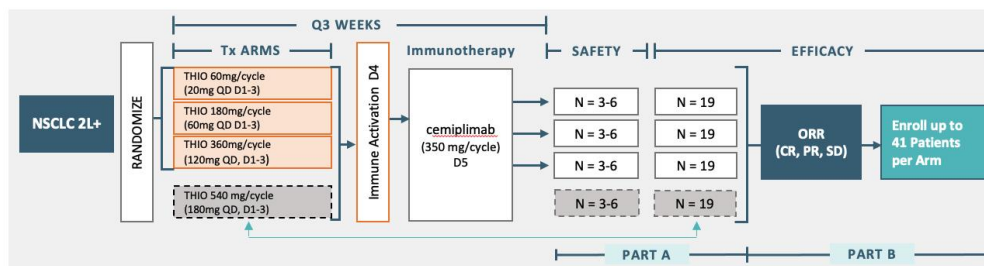 Q3 WEEKS
Tx ARMS
Immunotherapy
SAFETY
EFFICACY
NSCLC 2L+
RANDOMIZE
THIO 60mg/cycle
(20mg QD D1-3)
THIO 180mg/cycle
(60mg QD D1-3)
THIO 360mg/cycle
(120mg QD, D1-3)
THIO 540 mg/cycle
(180mg QD, D1-3)
Immune Activation D4
cemiplimab
(350 mg/cycle)
D5
N = 3-6
N = 19
N = 3-6
N = 19
N = 3-6
N = 19
N = 3-6
N = 19
ORR
(CR, PR, SD)
Enroll up to
41 Patients
per Arm
PART A
PART B